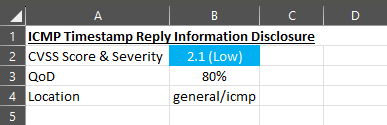 A B C D
1 ICMP Timestamp Reply Information Disclosure
2 CVSS Score & Severity 2.1 (Low)
3 QoD 80%
4 Location general/icmp
5